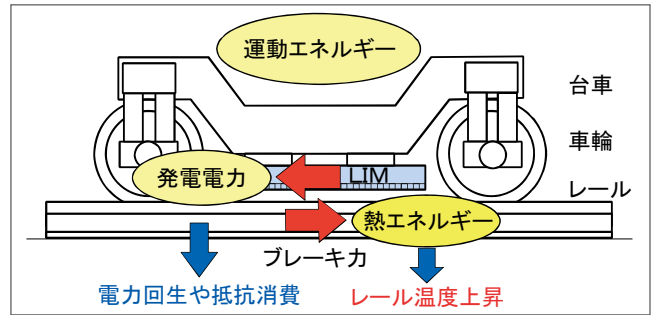 運動エネルギー
台車
車輪
発電電力
LIM
レール
熱エネルギー
ブレーキ力
電力回生や抵抗消費
レール温度上昇